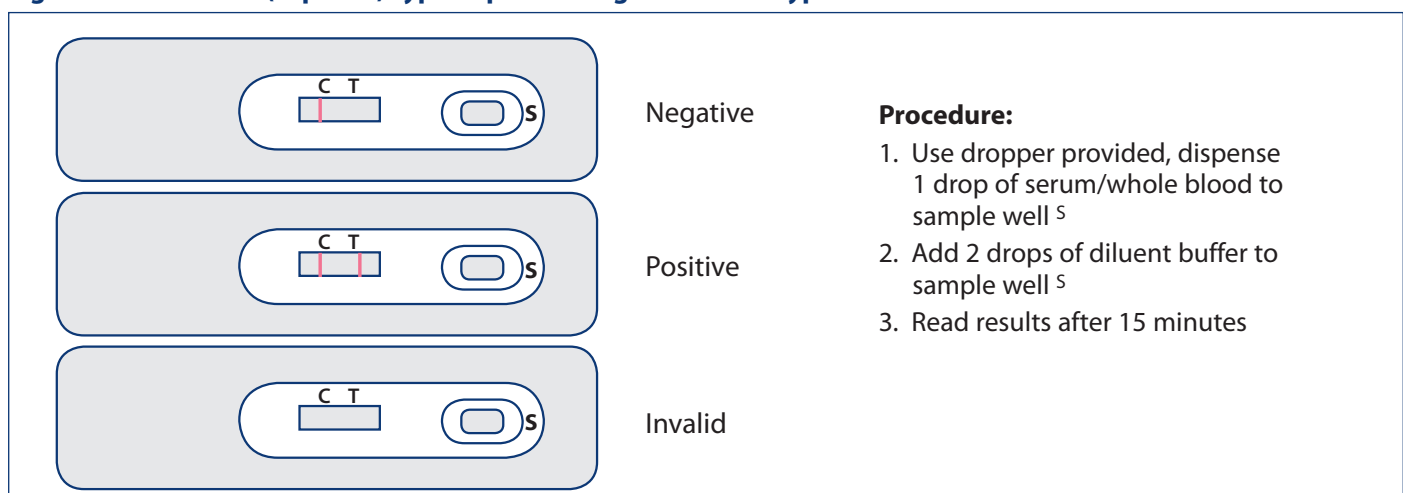 C T
S
Negative
C T
S
Positive
C T
S
Invalid
Procedure:
1. Use dropper provided, dispense
1 drop of serum/whole blood to
sample well S
2. Add 2 drops of diluent buffer to
sample well S
3. Read results after 15 minutes